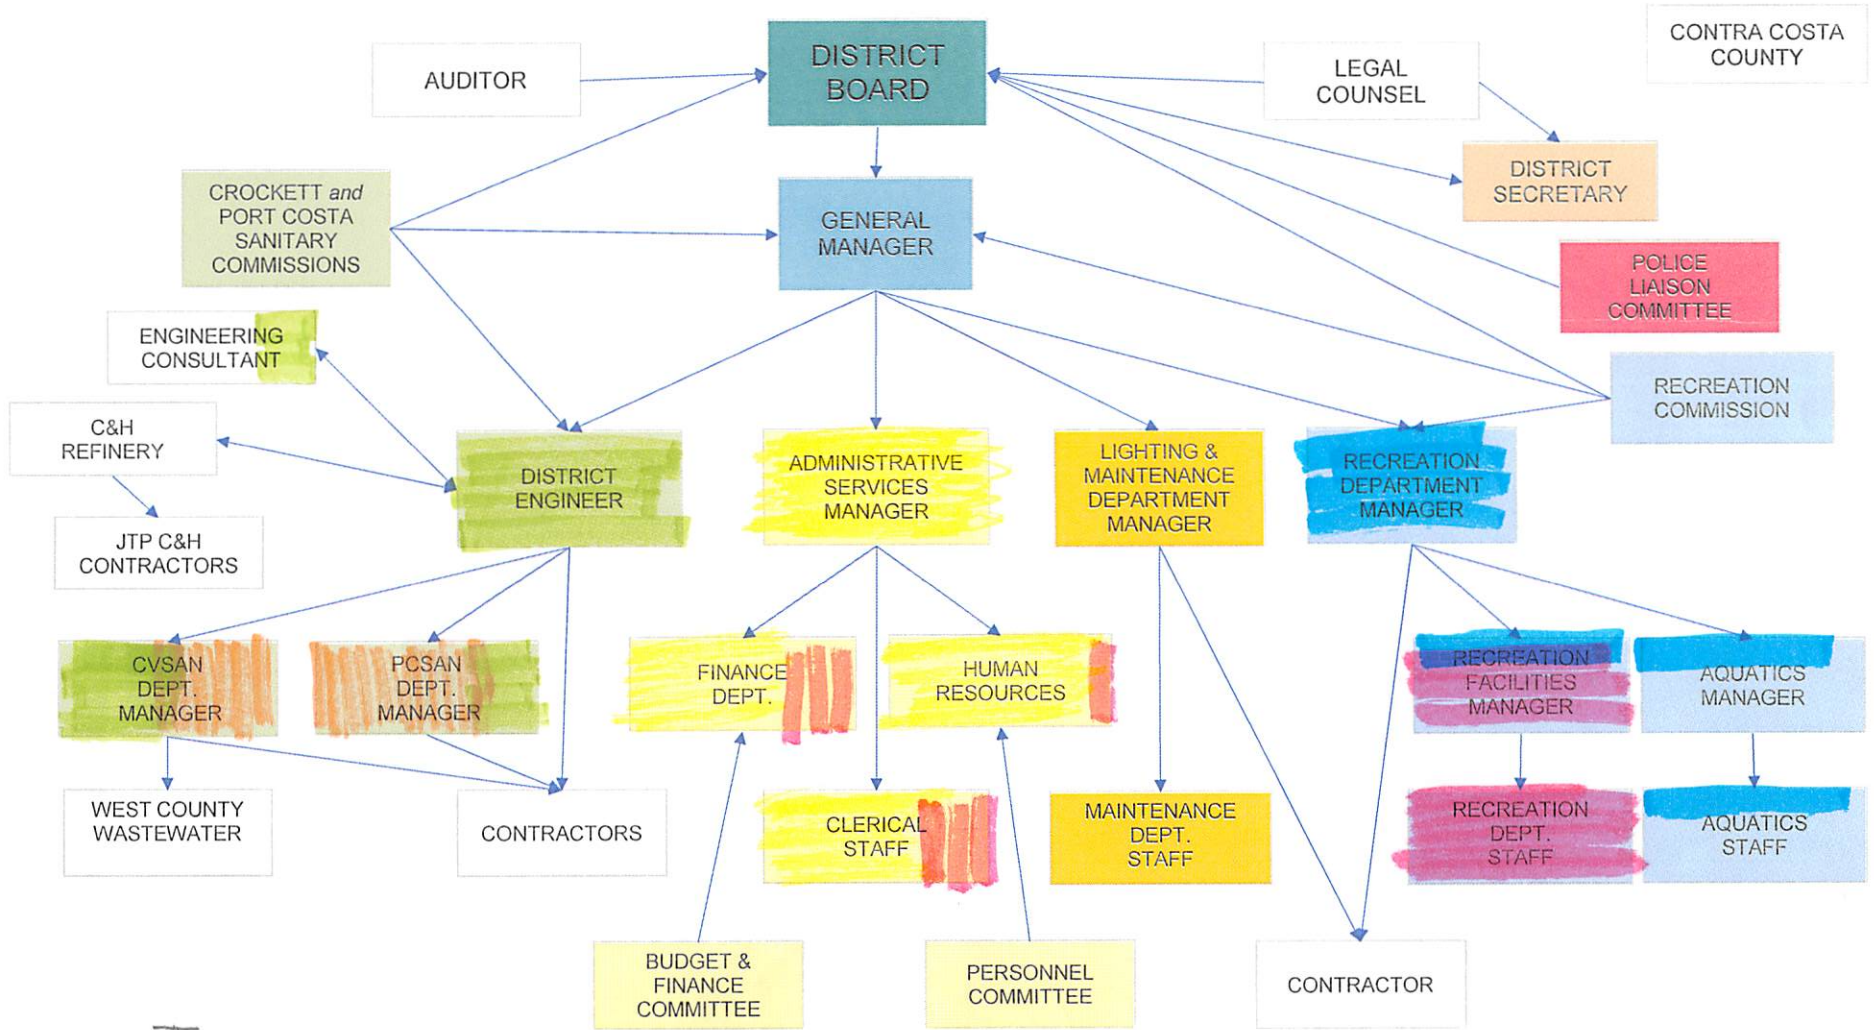 CONTRA COSTA
COUNTY
DISTRICT
BOARD
AUDITOR
LEGAL
COUNSEL
DISTRICT
SECRETARY
CROCKETT and
PORT COSTA
SANITARY
COMMISSIONS
GENERAL
MANAGER
POLICE
LIAISON
COMMITTEE
ENGINEERING
CONSULTANT
RECREATION
COMMISSION
C&H
REFINERY
DISTRICT
ENGINEER
ADMINISTRATIVE
SERVICES
MANAGER
LIGHTING &
MAINTENANCE
DEPARTMENT
MANAGER
RECREATION
DEPARTMENT
MANAGER
JTP C&H
CONTRACTORS
CVSAN
DEPT.
MANAGER
PCSAN
DEPT.
MANAGER
FINANCE
DEPT.
HUMAN
RESOURCES
RECREATION
FACILITIES
MANAGER
AQUATICS
MANAGER
WEST COUNTY
WASTEWATER
CONTRACTORS
CLERICAL
STAFF
MAINTENANCE
DEPT.
STAFF
RECREATION
DEPT.
STAFF
AQUATICS
STAFF
BUDGET &
FINANCE
COMMITTEE
PERSONNEL
COMMITTEE
CONTRACTOR